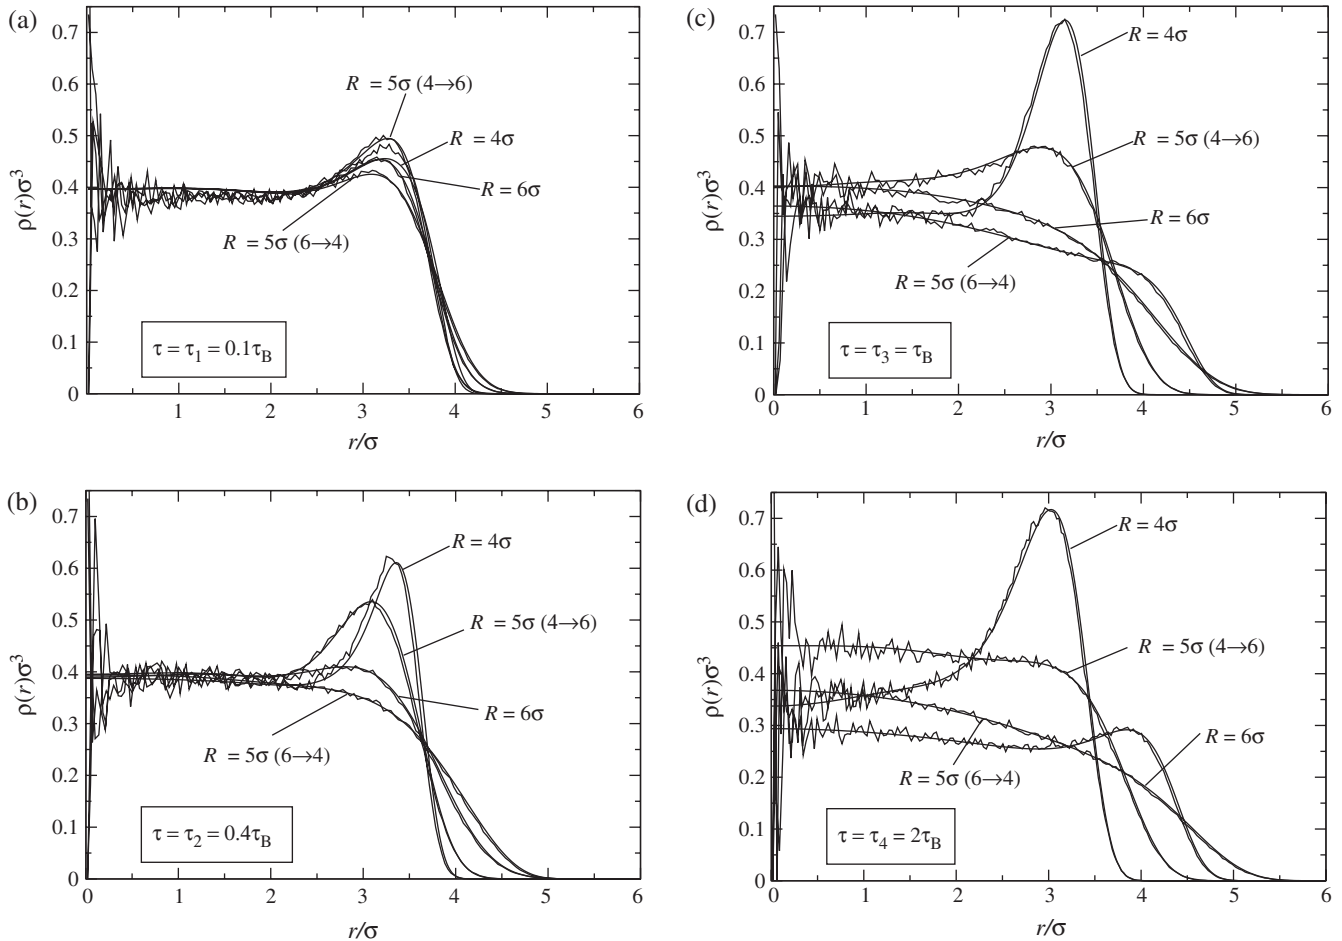 (a)
0.7
0.6
0.5
0.4
0.3
0.2
0.1
0
ρ(r)σ³
R = 5σ (4→6)
R = 4σ
R = 6σ
R = 5σ (6→4)
τ = τ₁ = 0.1τ_B
0 1 2 3 4 5 6
r/σ
(c)
0.7
0.6
0.5
0.4
0.3
0.2
0.1
0
ρ(r)σ³
R = 4σ
R = 5σ (4→6)
R = 6σ
R = 5σ (6→4)
τ = τ₃ = τ_B
0 1 2 3 4 5 6
r/σ
(b)
0.7
0.6
0.5
0.4
0.3
0.2
0.1
0
ρ(r)σ³
R = 4σ
R = 5σ (4→6)
R = 6σ
R = 5σ (6→4)
τ = τ₂ = 0.4τ_B
0 1 2 3 4 5 6
r/σ
(d)
0.7
0.6
0.5
0.4
0.3
0.2
0.1
0
ρ(r)σ³
R = 4σ
R = 5σ (4→6)
R = 6σ
R = 5σ (6→4)
τ = τ₄ = 2τ_B
0 1 2 3 4 5 6
r/σ